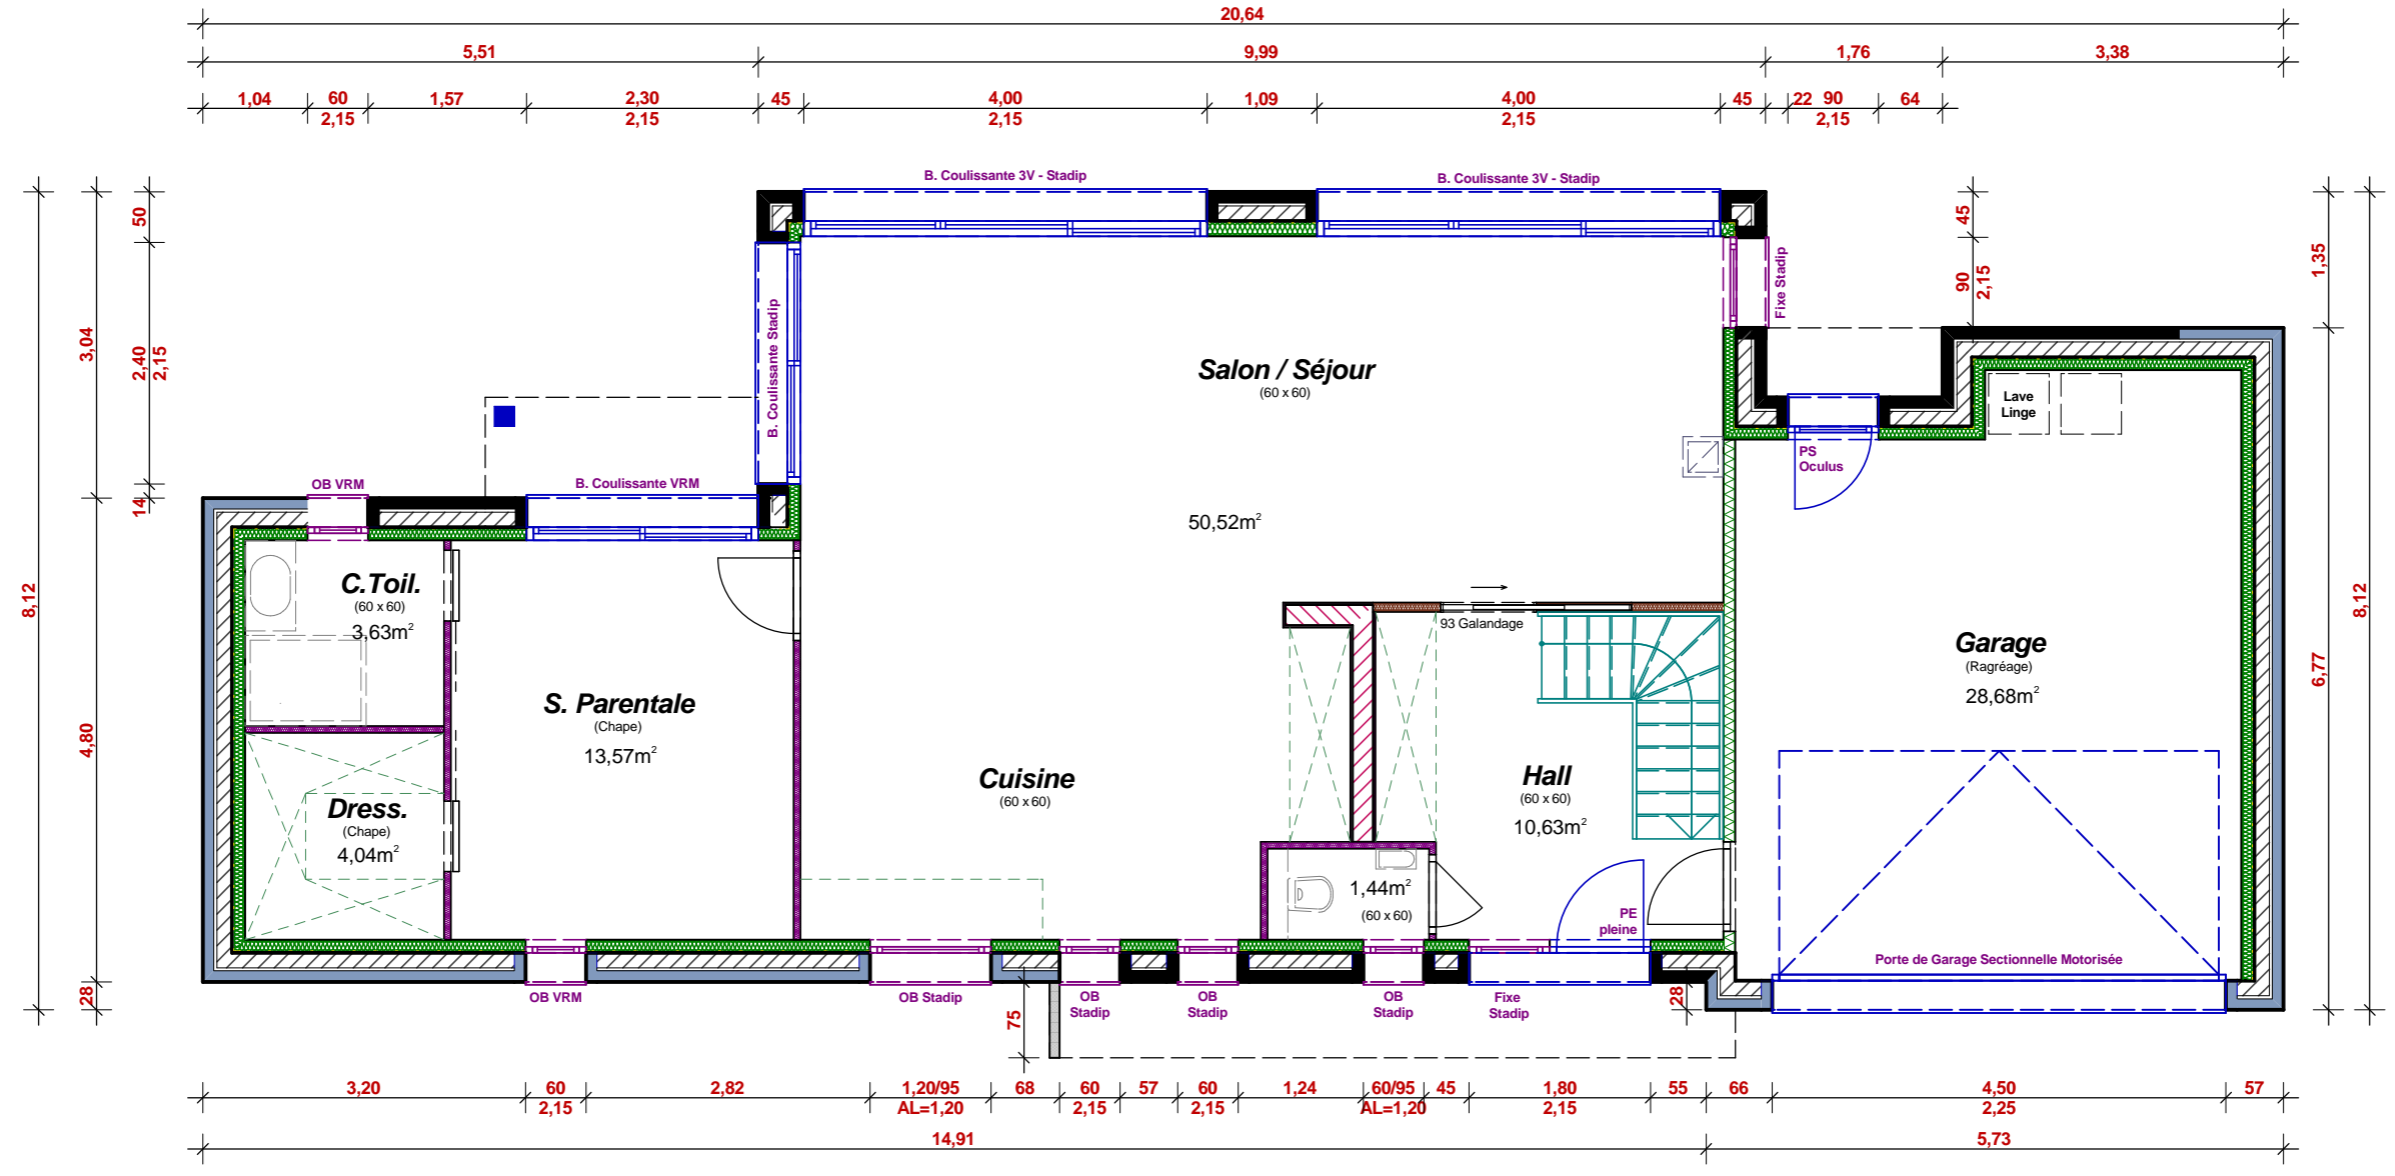 20,64
5,51 9,99 1,76 3,38
1,04 60 1,57 2,30 45 4,00 1,09 4,00 45 22 90 64
2,15 2,15 2,15 2,15 2,15
B. Coulissante 3V - Stadip B. Coulissante 3V - Stadip
8,12
3,04
4,80
28
50
2,40
2,15
14
B. Coulissante Stadip
Fixe Stadip
45
90
2,15
1,35
6,77
8,12
OB VRM
B. Coulissante VRM
Salon / Séjour
(60 x 60)
50,52m²
Lave
Linge
PS
Oculus
C.Toil.
(60 x 60)
3,63m²
S. Parentale
(Chape)
13,57m²
Dress.
(Chape)
4,04m²
Cuisine
(60 x 60)
93 Galandage
Hall
(60 x 60)
10,63m²
Garage
(Ragréage)
28,68m²
1,44m²
(60 x 60)
PE
pleine
Porte de Garage Sectionnelle Motorisée
OB VRM
OB Stadip
OB
Stadip
OB
Stadip
OB
Stadip
Fixe
Stadip
75
28
3,20 60 2,82 1,20/95 68 60 57 60 1,24 60/95 45 1,80 55 66 4,50 57
2,15 AL=1,20 2,15 2,15 AL=1,20 2,15 2,25
14,91 5,73